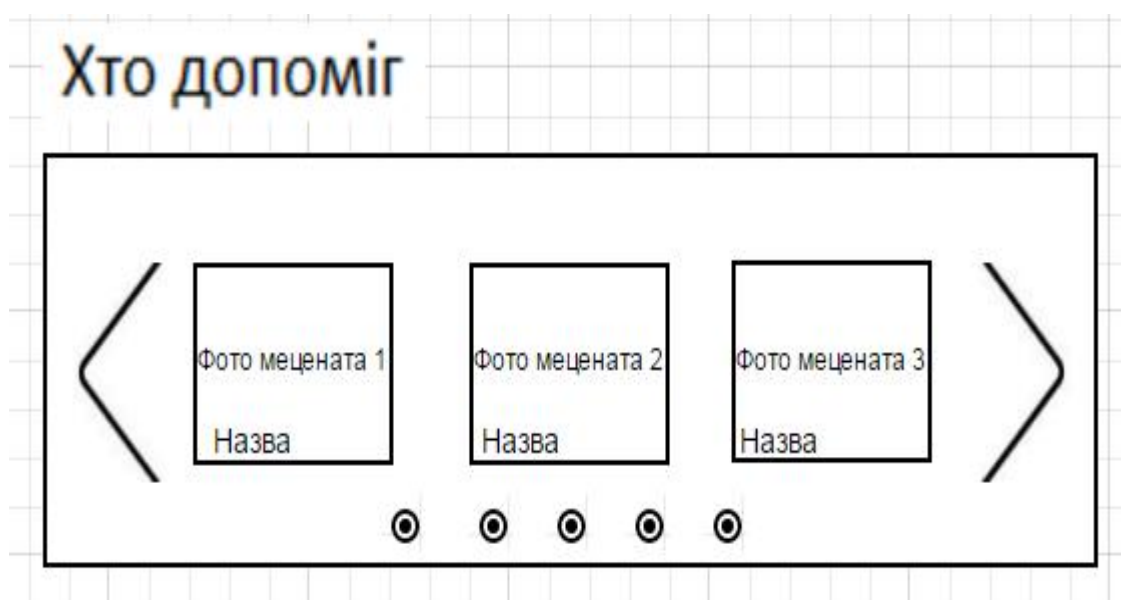 Хто допоміг
Фото мецената 1
Назва
Фото мецената 2
Назва
Фото мецената 3
Назва